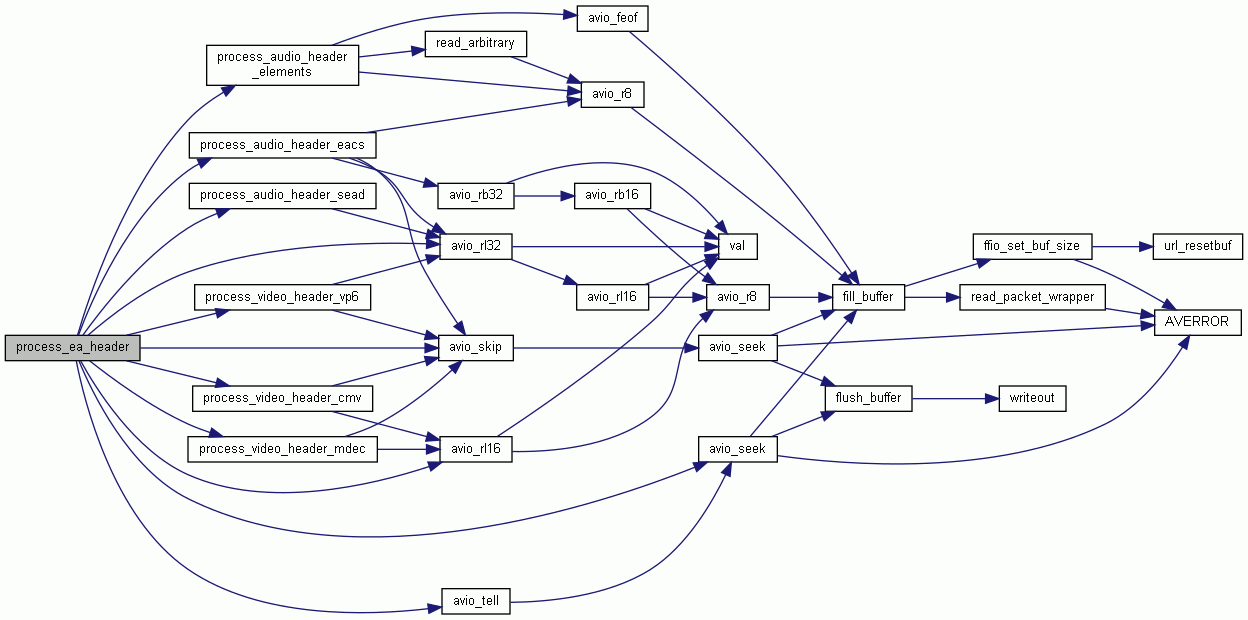 avio_feof
process_audio_header
_elements
read_arbitrary
avio_r8
process_audio_header_eacs
process_audio_header_sead
avio_rb32
avio_rb16
avio_rl32
val
ffio_set_buf_size
url_resetbuf
process_video_header_vp6
avio_rl16
avio_r8
fill_buffer
read_packet_wrapper
AVERROR
process_ea_header
avio_skip
avio_seek
process_video_header_cmv
flush_buffer
writeout
process_video_header_mdec
avio_rl16
avio_seek
avio_tell